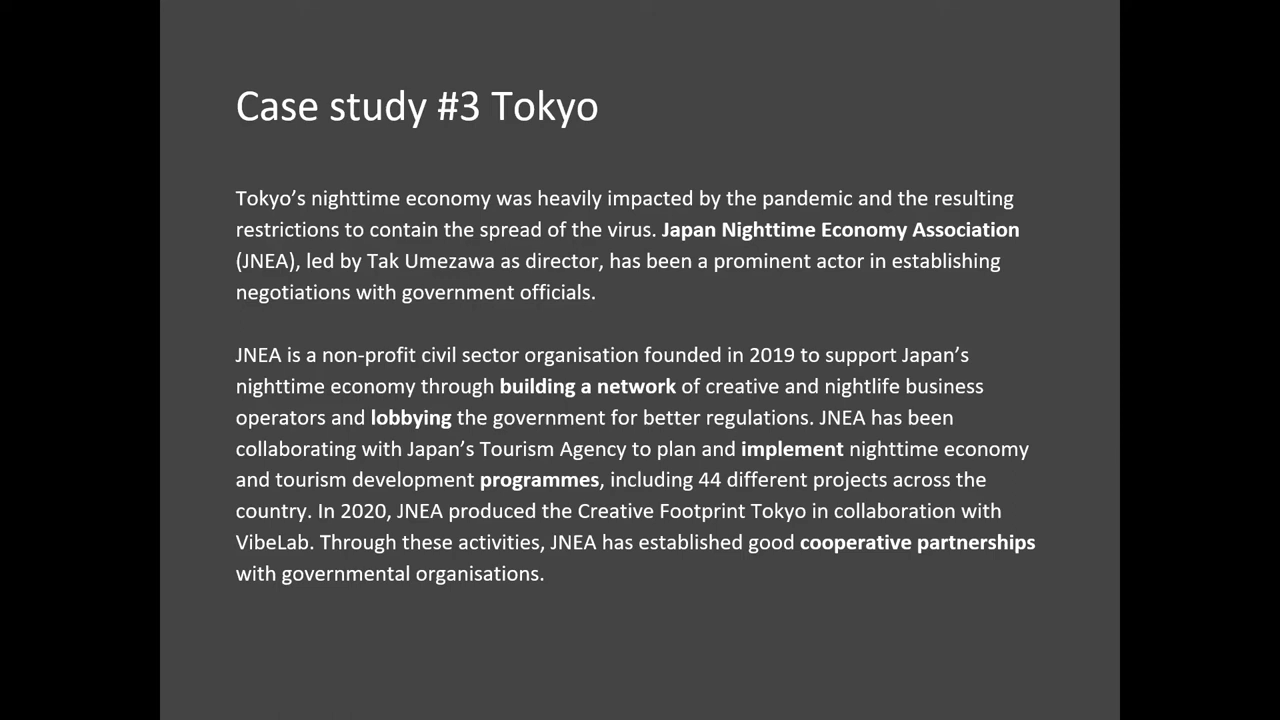 Case study #3 Tokyo
Tokyo’s nighttime economy was heavily impacted by the pandemic and the resulting
restrictions to contain the spread of the virus. Japan Nighttime Economy Association
(JNEA), led by Tak Umezawa as director, has been a prominent actor in establishing
negotiations with government officials.
JNEA is a non-profit civil sector organisation founded in 2019 to support Japan’s
nighttime economy through building a network of creative and nightlife business
operators and lobbying the government for better regulations. JNEA has been
collaborating with Japan’s Tourism Agency to plan and implement nighttime economy
and tourism development programmes, including 44 different projects across the
country. In 2020, JNEA produced the Creative Footprint Tokyo in collaboration with
VibeLab. Through these activities, JNEA has established good cooperative partnerships
with governmental organisations.